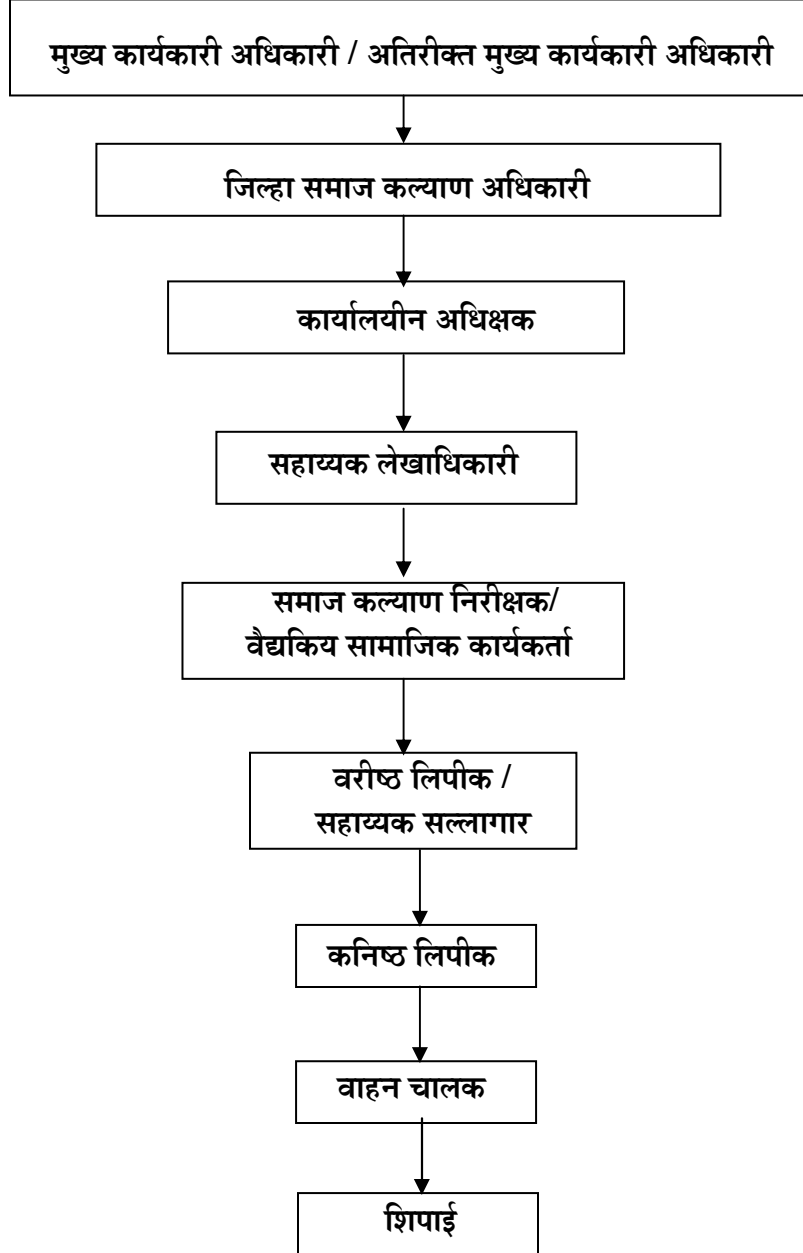 मुख्य कार्यकारी अधिकारी / अतिरीक्त मुख्य कार्यकारी अधिकारी
जिल्हा समाज कल्याण अधिकारी
कार्यालयीन अधिक्षक
सहाय्यक लेखाधिकारी
समाज कल्याण निरीक्षक/
वैद्यकिय सामाजिक कार्यकर्ता
वरीष्ठ लिपीक /
सहाय्यक सल्लागार
कनिष्ठ लिपीक
वाहन चालक
शिपाई